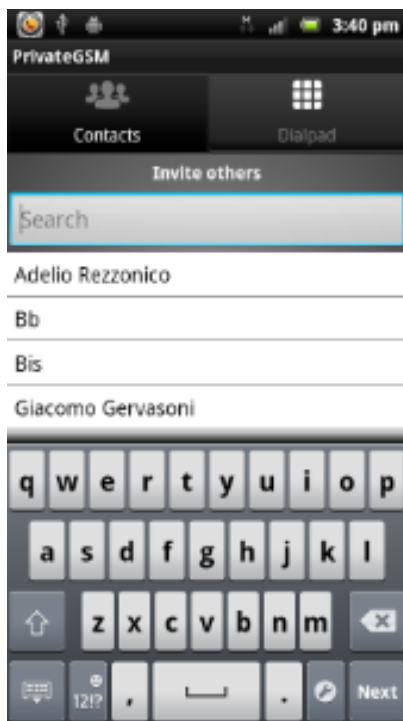 3:40 pm
PrivateGSM
Contacts Dialpad
Invite others
Search
Adelio Rezzonico
Bb
Bis
Giacomo Gervasoni
q w e r t y u i o p
a s d f g h j k l
z x c v b n m
12!? , . Next